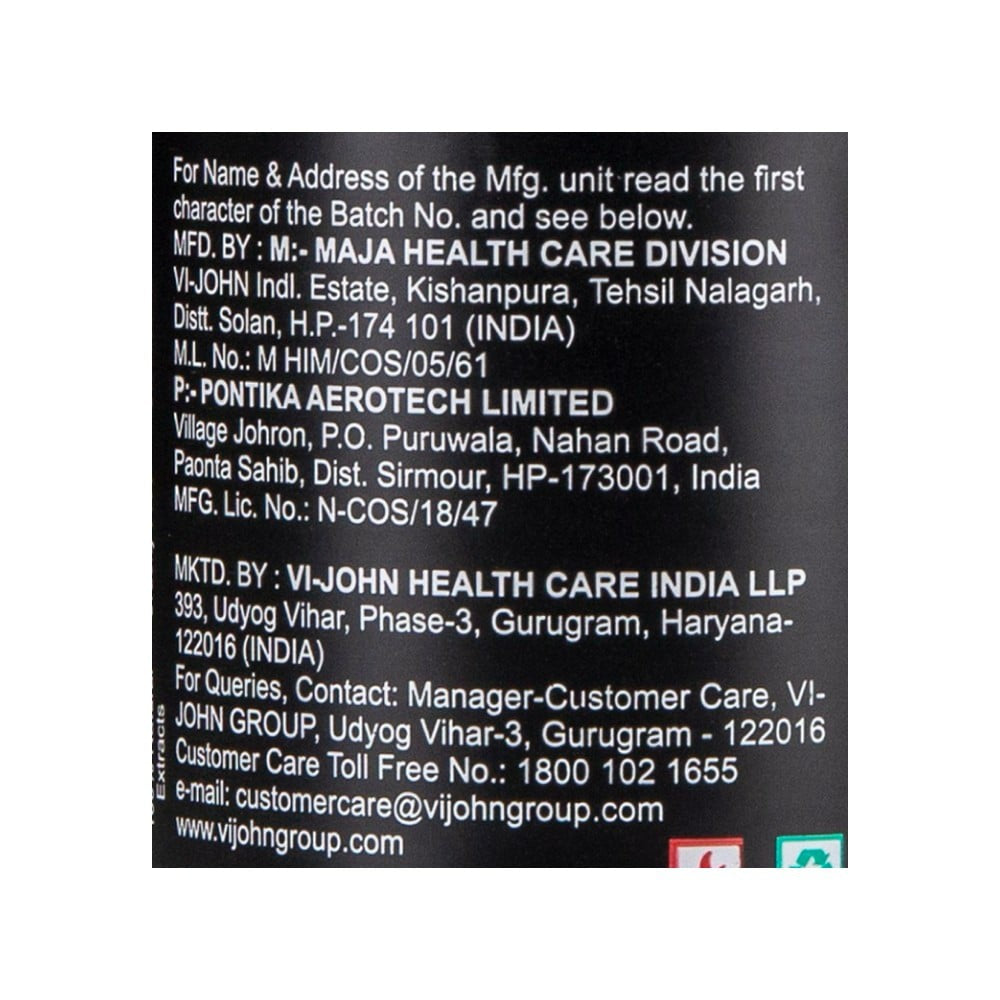 For Name & Address of the Mfg. unit read the first
character of the Batch No. and see below.
MFD. BY : M:- MAJA HEALTH CARE DIVISION
VI-JOHN Indl. Estate, Kishanpura, Tehsil Nalagarh,
Distt. Solan, H.P.-174 101 (INDIA)
M.L. No.: M HIM/COS/05/61
P:- PONTIKA AEROTECH LIMITED
Village Johron, P.O. Puruwala, Nahan Road,
Paonta Sahib, Dist. Sirmour, HP-173001, India
MFG. Lic. No.: N-COS/18/47
MKTD. BY : VI-JOHN HEALTH CARE INDIA LLP
393, Udyog Vihar, Phase-3, Gurugram, Haryana-
122016 (INDIA)
For Queries, Contact: Manager-Customer Care, VI-
JOHN GROUP, Udyog Vihar-3, Gurugram - 122016
Customer Care Toll Free No.: 1800 102 1655
e-mail: customercare@vijohngroup.com
www.vijohngroup.com
Extracts